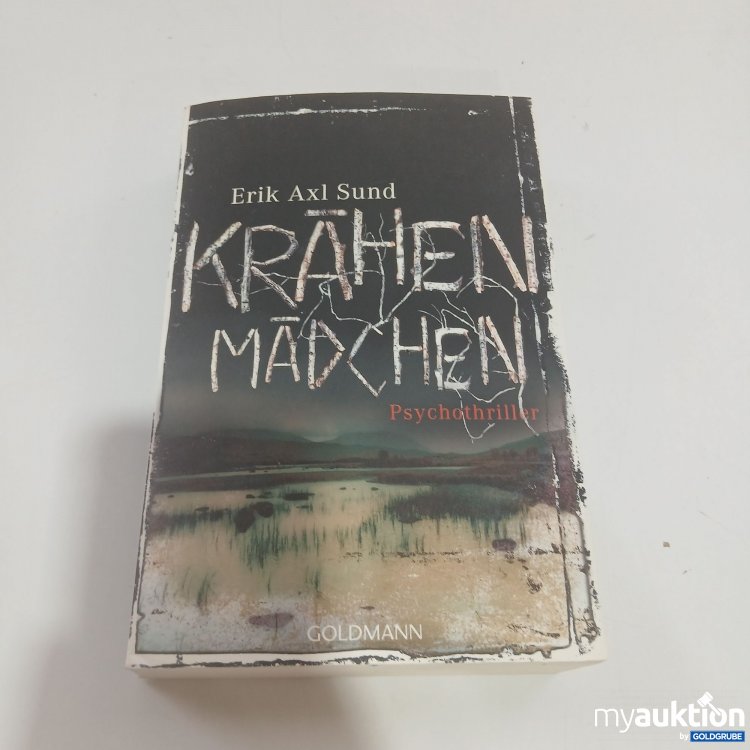 Erik Axl Sund
KRÄHEN
MÄDCHEN
Psychothriller
GOLDMANN
myauktion
by GOLDGRUBE